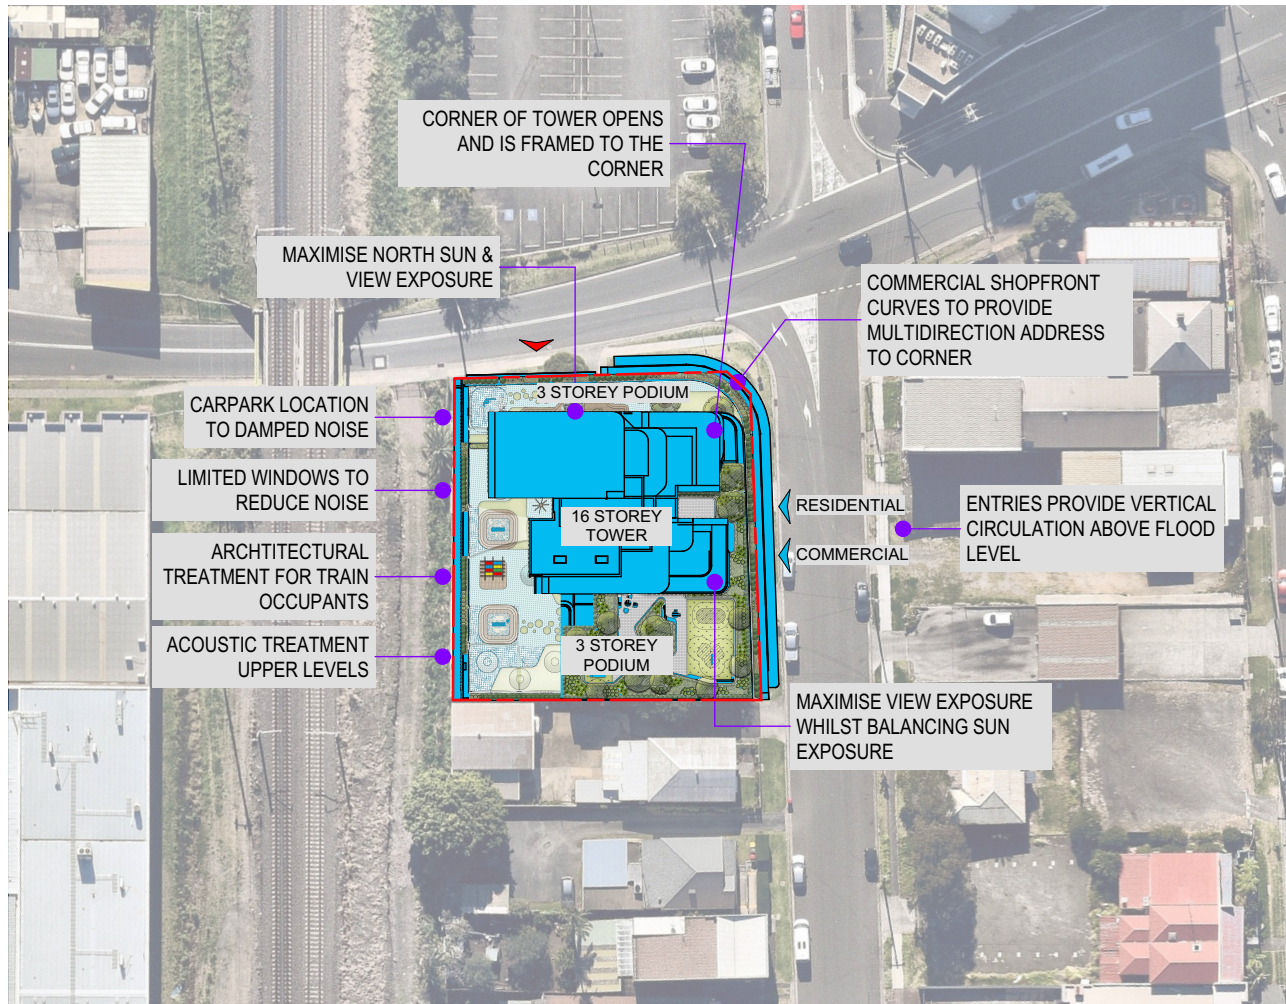 CORNER OF TOWER OPENS
AND IS FRAMED TO THE
CORNER
MAXIMISE NORTH SUN &
VIEW EXPOSURE
COMMERCIAL SHOPFRONT
CURVES TO PROVIDE
MULTIDIRECTION ADDRESS
TO CORNER
3 STOREY PODIUM
CARPARK LOCATION
TO DAMPED NOISE
LIMITED WINDOWS TO
REDUCE NOISE
ARCHTITECTURAL
TREATMENT FOR TRAIN
OCCUPANTS
ACOUSTIC TREATMENT
UPPER LEVELS
16 STOREY
TOWER
RESIDENTIAL
COMMERCIAL
ENTRIES PROVIDE VERTICAL
CIRCULATION ABOVE FLOOD
LEVEL
3 STOREY
PODIUM
MAXIMISE VIEW EXPOSURE
WHILST BALANCING SUN
EXPOSURE